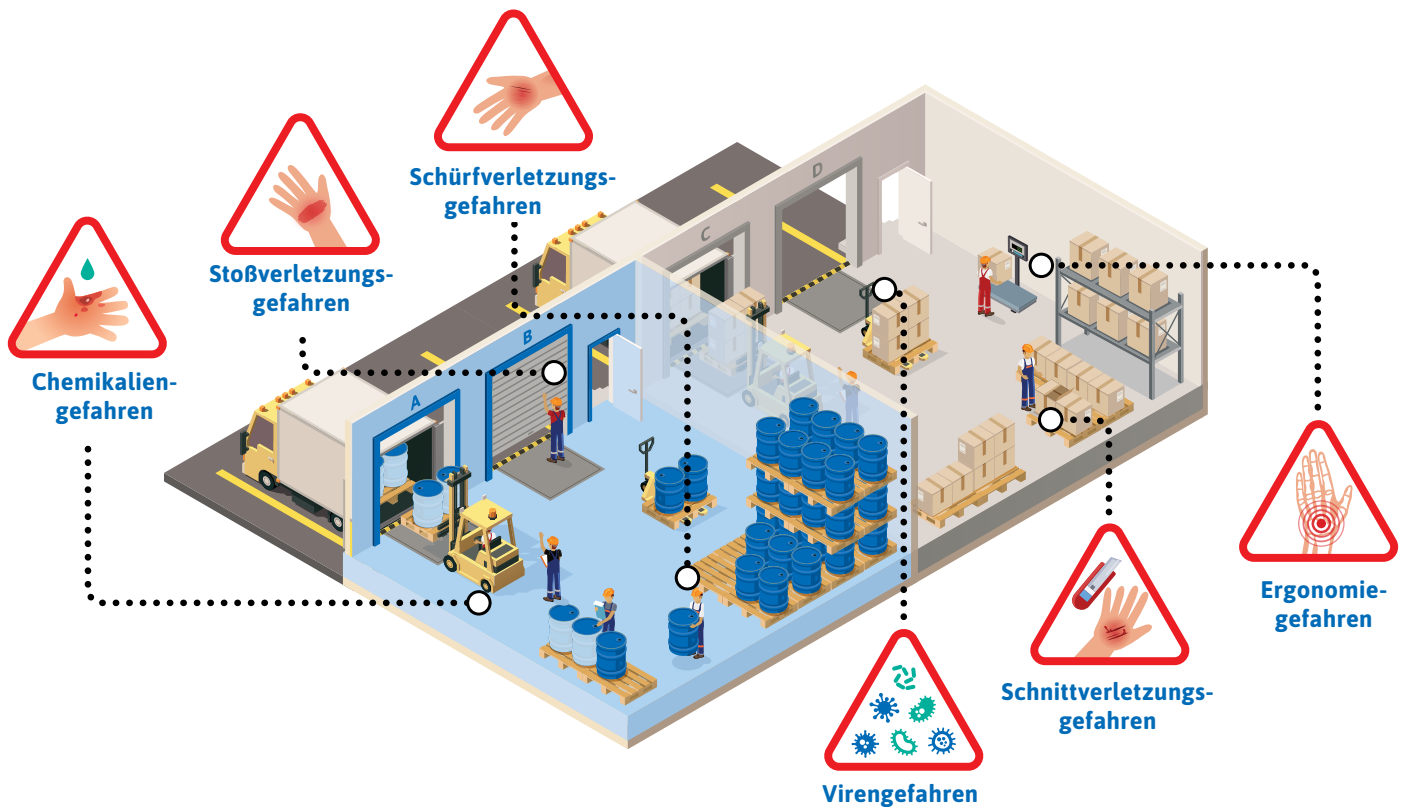 Schürfverletzungs-
gefahren
Stoßverletzungs-
gefahren
Chemikalien-
gefahren
A
B
C
D
Ergonomie-
gefahren
Schnittverletzungs-
gefahren
Virengefahren